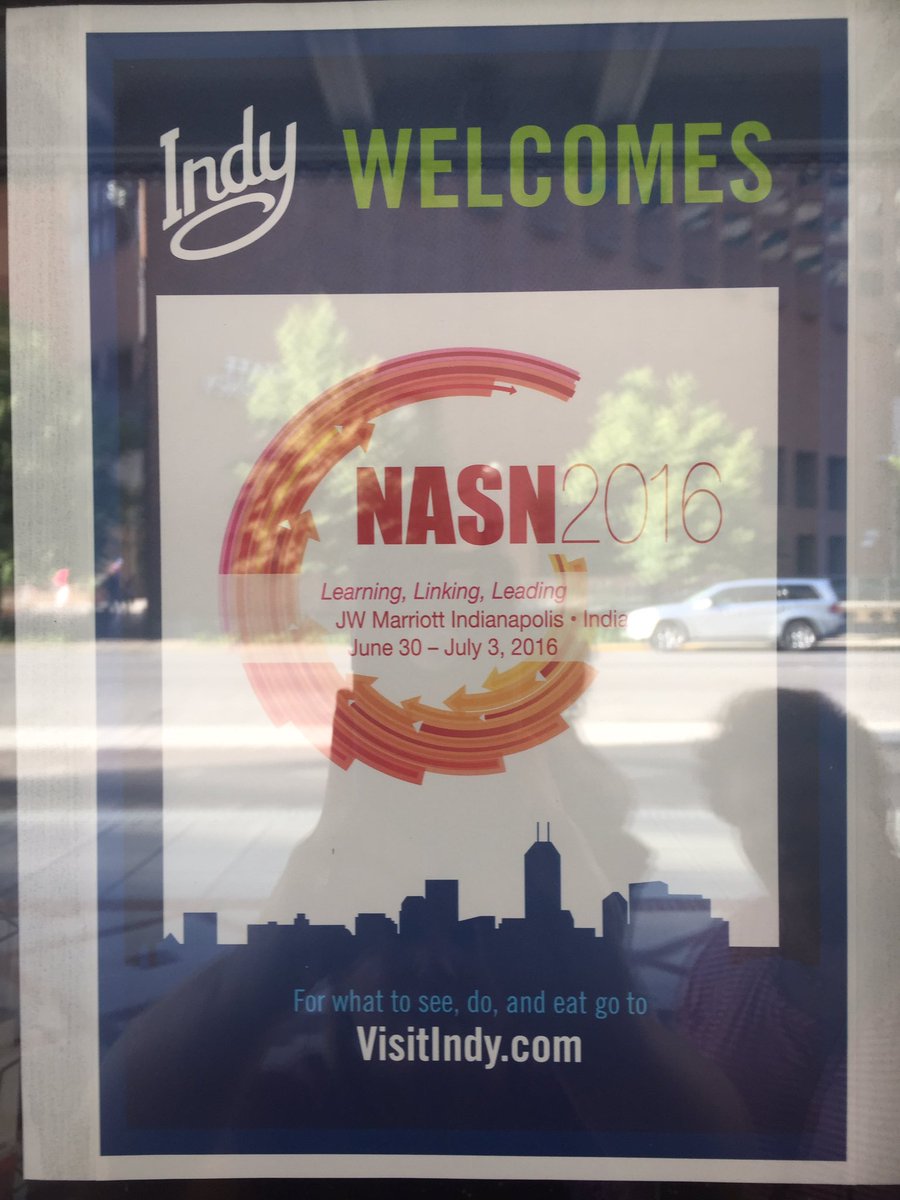 Indy WELCOMES
NASN2016
Learning, Linking, Leading
JW Marriott Indianapolis • India
June 30 – July 3, 2016
For what to see, do, and eat go to
VisitIndy.com